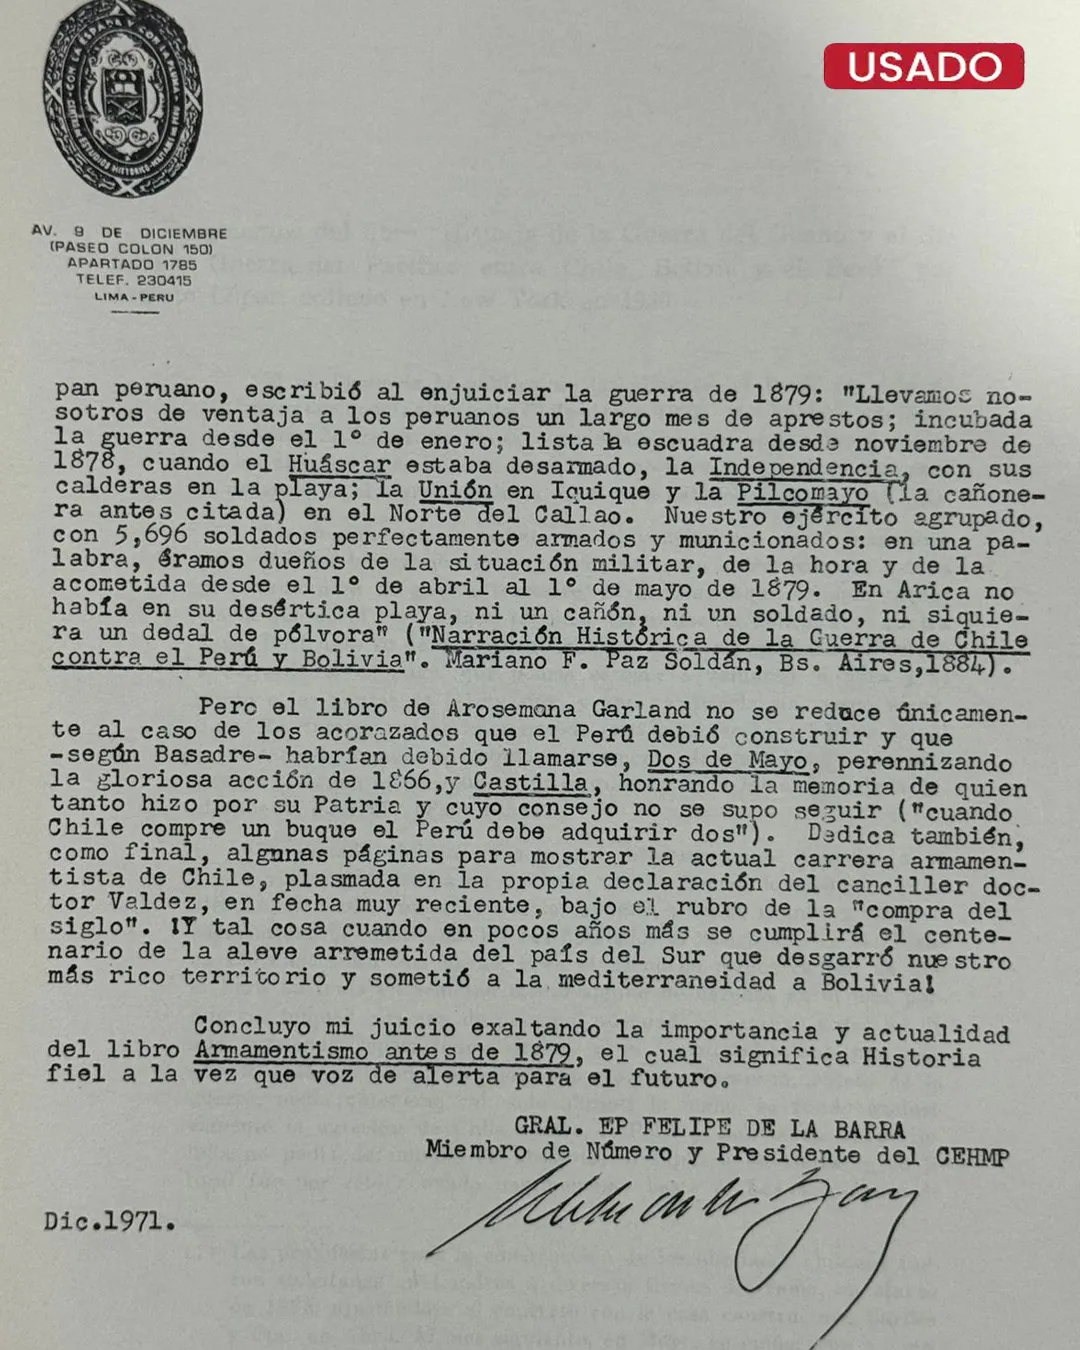 USADO
CON LA ESPADA Y CON LA PLUMA
CENTRO DE ESTUDIOS HISTORICO-MILITARES DEL PERU
AV. 9 DE DICIEMBRE
(PASEO COLON 150)
APARTADO 1785
TELEF. 230415
LIMA - PERU
pan peruano, escribió al enjuiciar la guerra de 1879: "Llevamos no-
sotros de ventaja a los peruanos un largo mes de aprestos; incubada
la guerra desde el 1° de enero; lista la escuadra desde noviembre de
1878, cuando el Huáscar estaba desarmado, la Independencia, con sus
calderas en la playa; la Unión en Iquique y la Pilcomayo (la cañone-
ra antes citada) en el Norte del Callao. Nuestro ejército agrupado,
con 5,696 soldados perfectamente armados y municionados: en una pa-
labra, éramos dueños de la situación militar, de la hora y de la
acometida desde el 1° de abril al 1° de mayo de 1879. En Arica no
había en su desértica playa, ni un cañón, ni un soldado, ni siquie-
ra un dedal de pólvora" ("Narración Histórica de la Guerra de Chile
contra el Perú y Bolivia". Mariano F. Paz Soldán, Bs. Aires,1884).
Pero el libro de Arosemana Garland no se reduce únicamen-
te al caso de los acorazados que el Perú debió construir y que
-según Basadre- habrían debido llamarse, Dos de Mayo, perennizando
la gloriosa acción de 1866,y Castilla, honrando la memoria de quien
tanto hizo por su Patria y cuyo consejo no se supo seguir ("cuando
Chile compre un buque el Perú debe adquirir dos"). Dedica también,
como final, algnnas páginas para mostrar la actual carrera armamen-
tista de Chile, plasmada en la propia declaración del canciller doc-
tor Valdez, en fecha muy reciente, bajo el rubro de la "compra del
siglo". ¡Y tal cosa cuando en pocos años más se cumplirá el cente-
nario de la aleve arremetida del país del Sur que desgarró nuestro
más rico territorio y sometió a la mediterraneidad a Bolivia!
Concluyo mi juicio exaltando la importancia y actualidad
del libro Armamentismo antes de 1879, el cual significa Historia
fiel a la vez que voz de alerta para el futuro.
GRAL. EP FELIPE DE LA BARRA
Miembro de Número y Presidente del CEHMP
Dic.1971.